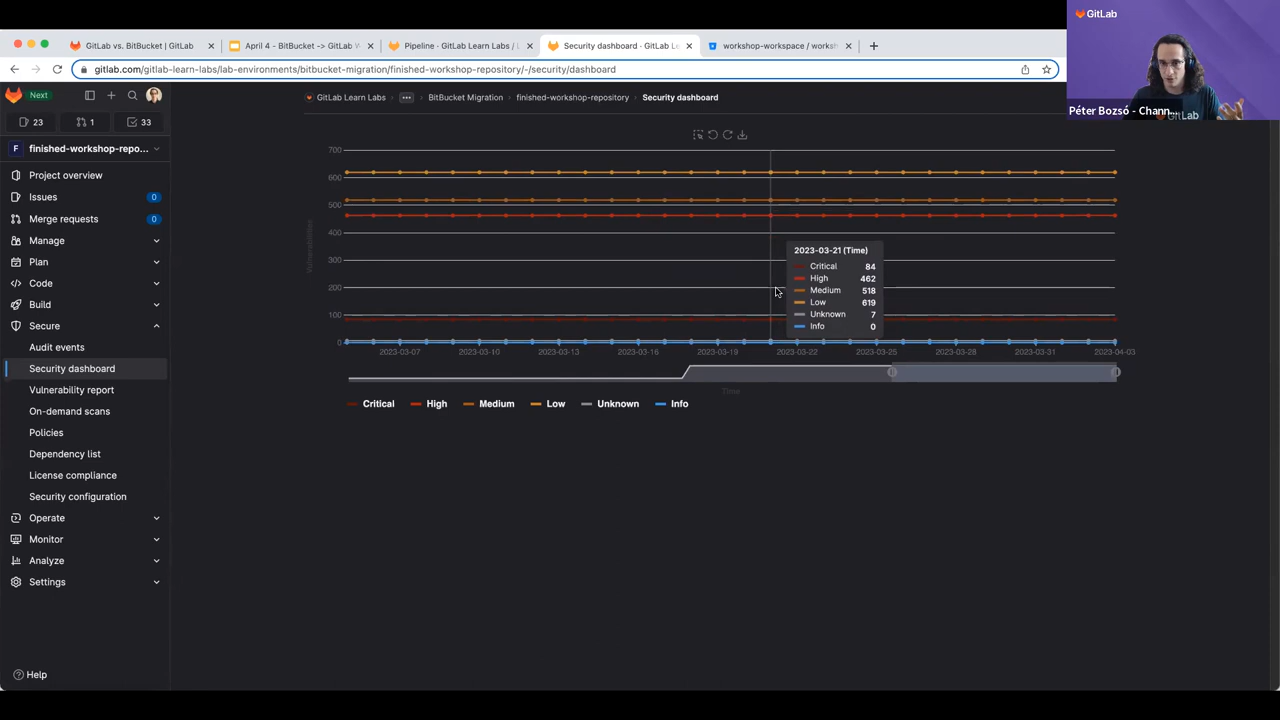 GitLab
GitLab vs. BitBucket | GitLab
April 4 - BitBucket -> GitLab W
Pipeline · GitLab Learn Labs / L
Security dashboard · GitLab Le
workshop-workspace / worksh
gitlab.com/gitlab-learn-labs/lab-environments/bitbucket-migration/finished-workshop-repository/-/security/dashboard
Péter Bozsó - Chann...
GitLab
Next
GitLab Learn Labs
BitBucket Migration
finished-workshop-repository
Security dashboard
23
1
33
F
finished-workshop-repo...
Project overview
Issues
0
Merge requests
0
Manage
Plan
Code
Build
Secure
Audit events
Security dashboard
Vulnerability report
On-demand scans
Policies
Dependency list
License compliance
Security configuration
Operate
Monitor
Analyze
Settings
Help
Vulnerabilities
700
600
500
400
300
200
100
0
2023-03-21 (Time)
Critical 84
High 462
Medium 518
Low 619
Unknown 7
Info 0
2023-03-07
2023-03-10
2023-03-13
2023-03-16
2023-03-19
2023-03-22
2023-03-25
2023-03-28
2023-03-31
2023-04-03
Time
Critical
High
Medium
Low
Unknown
Info